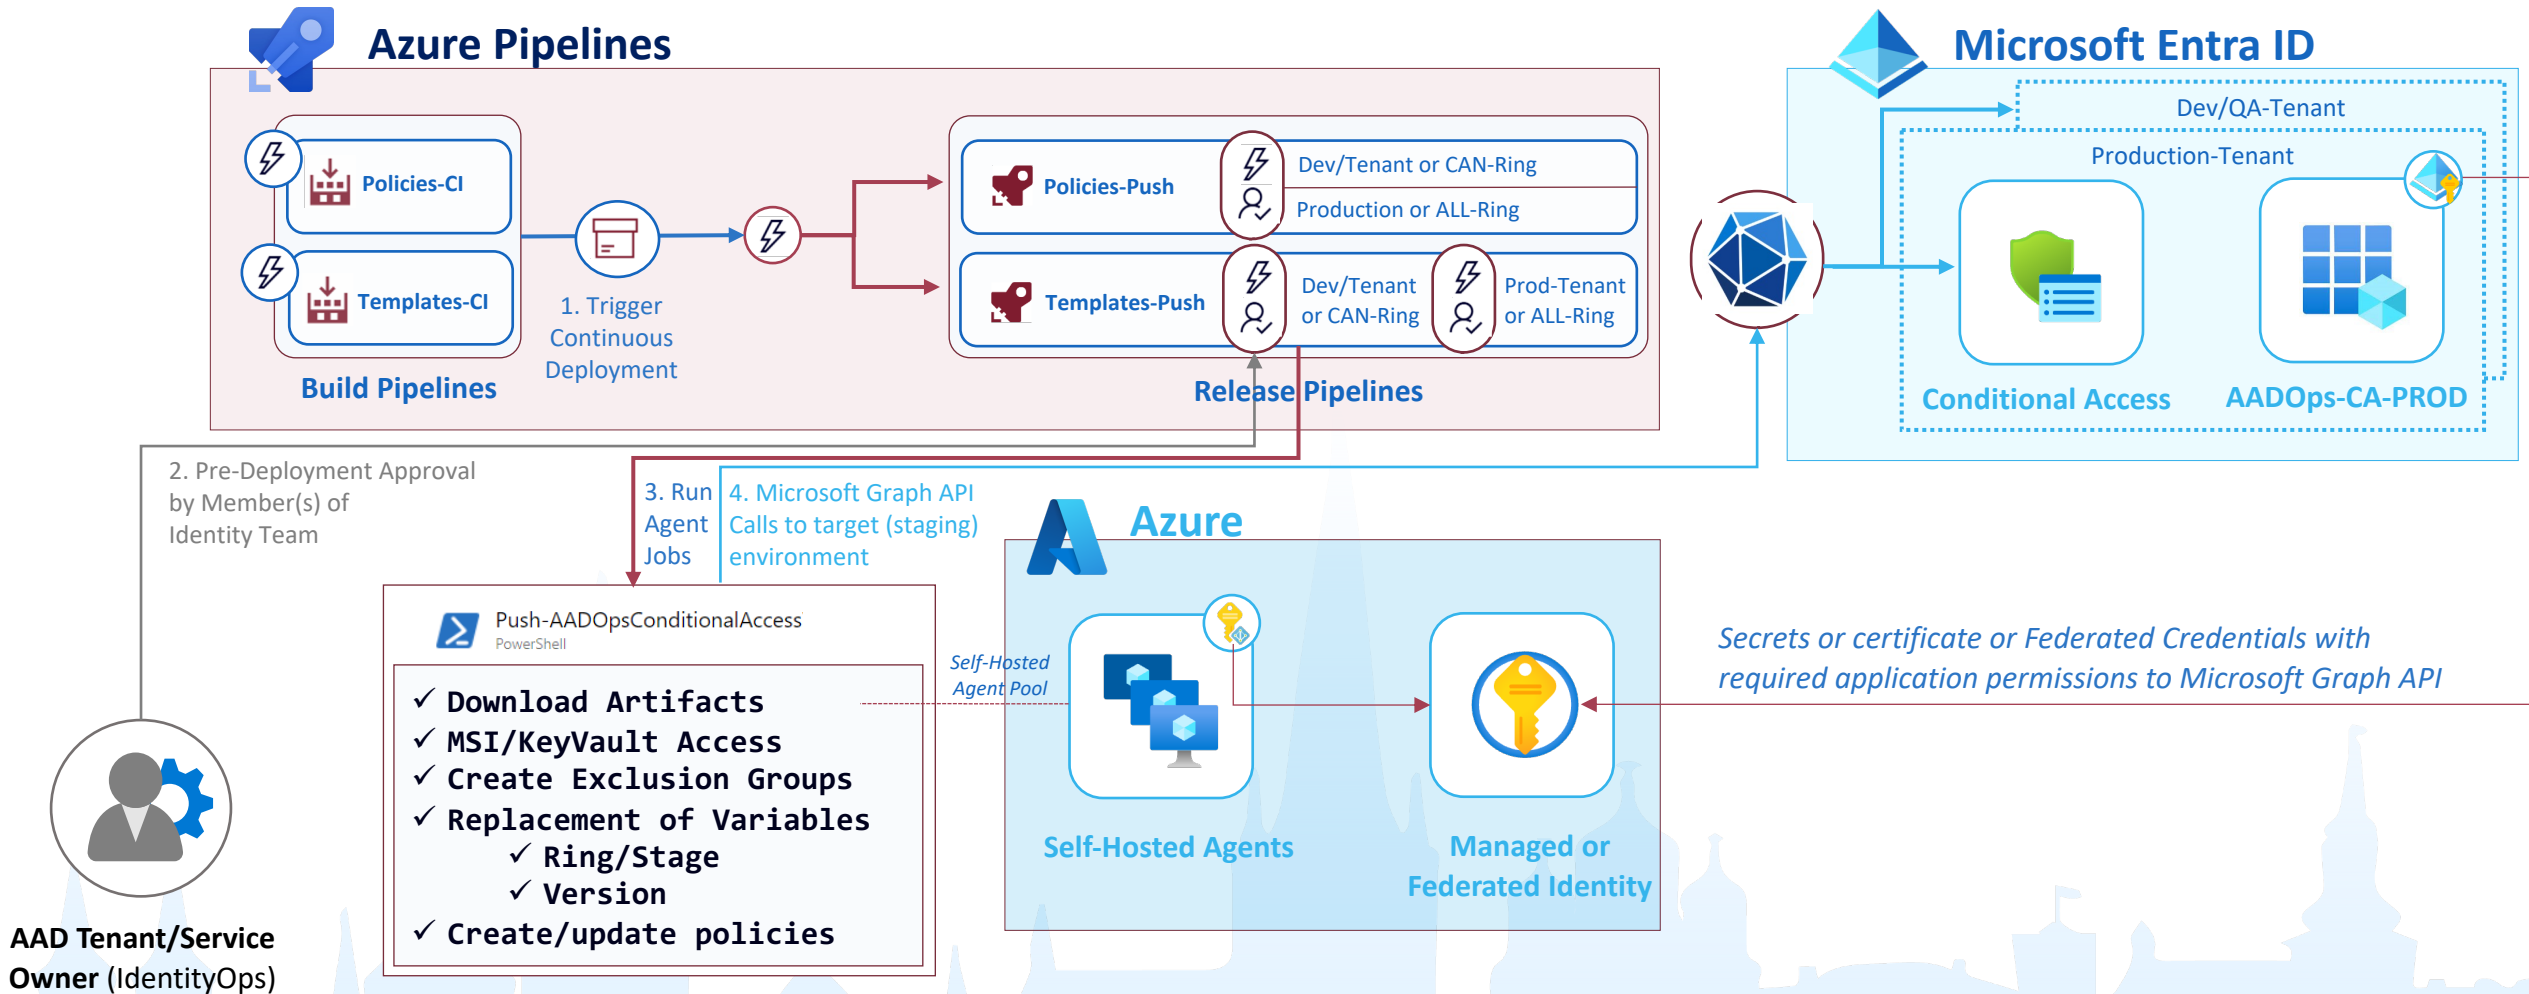 Azure Pipelines
Microsoft Entra ID
Policies-CI
Templates-CI
Build Pipelines
1. Trigger
Continuous
Deployment
Policies-Push
Dev/Tenant or CAN-Ring
Production or ALL-Ring
Templates-Push
Dev/Tenant
or CAN-Ring
Prod-Tenant
or ALL-Ring
Release Pipelines
Dev/QA-Tenant
Production-Tenant
Conditional Access
AADOps-CA-PROD
2. Pre-Deployment Approval
by Member(s) of
Identity Team
3. Run
Agent
Jobs
4. Microsoft Graph API
Calls to target (staging)
environment
Azure
Push-AADOpsConditionalAccess
PowerShell
✓ Download Artifacts
✓ MSI/KeyVault Access
✓ Create Exclusion Groups
✓ Replacement of Variables
✓ Ring/Stage
✓ Version
✓ Create/update policies
Self-Hosted
Agent Pool
Self-Hosted Agents
Managed or
Federated Identity
Secrets or certificate or Federated Credentials with
required application permissions to Microsoft Graph API
AAD Tenant/Service
Owner (IdentityOps)